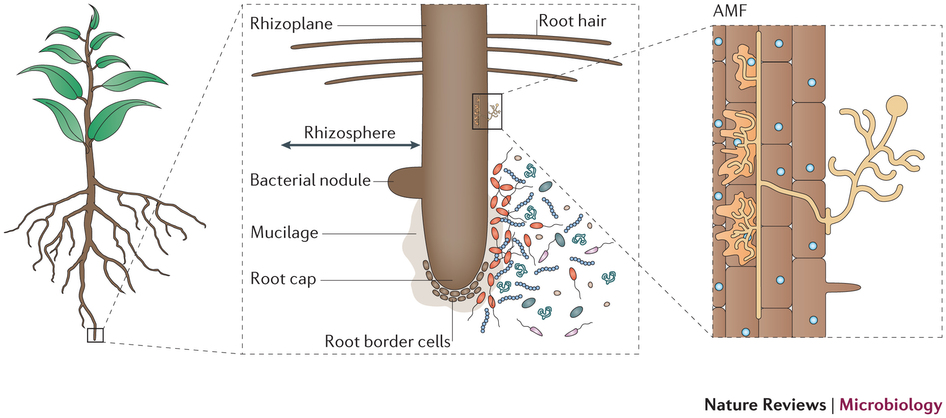 Rhizoplane
Root hair
Rhizosphere
Bacterial nodule
Mucilage
Root cap
Root border cells
AMF
Nature Reviews | Microbiology